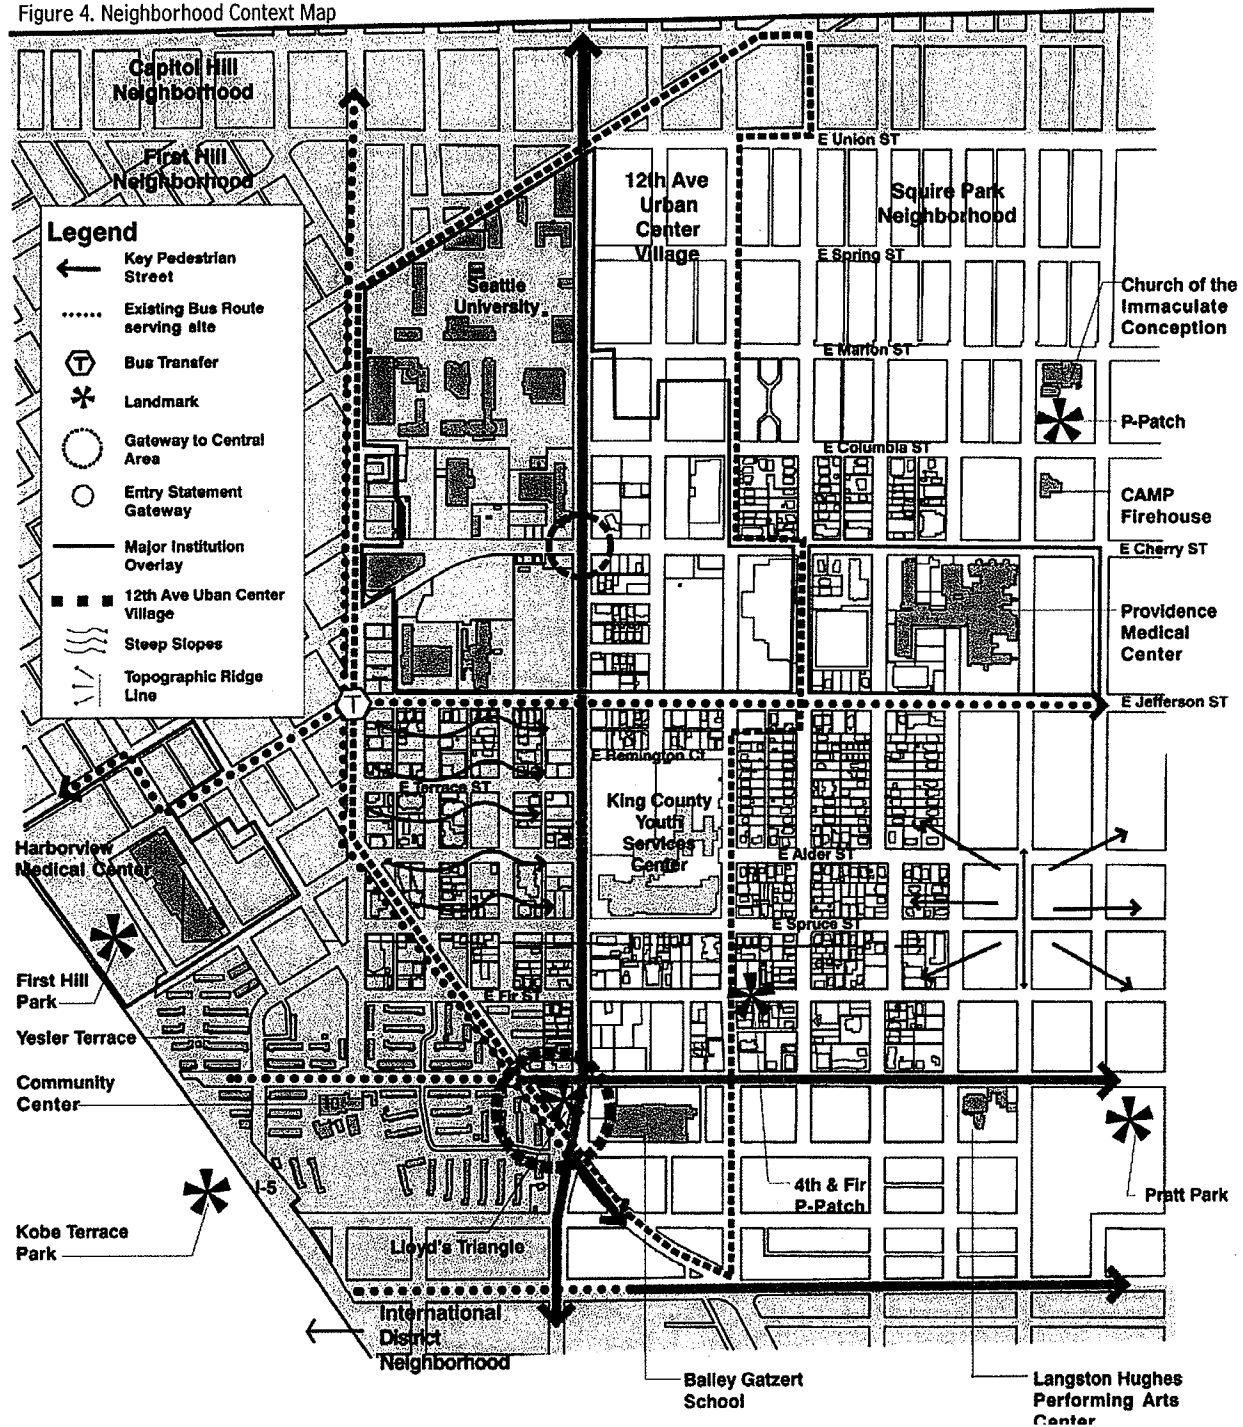 Figure 4. Neighborhood Context Map
Capitol Hill
Neighborhood
First Hill
Neighborhood
E Union ST
12th Ave
Urban
Center
Village
Squire Park
Neighborhood
E Spring ST
Legend
Key Pedestrian
Street
Existing Bus Route
serving site
T
Bus Transfer
Landmark
Gateway to Central
Area
Entry Statement
Gateway
Major Institution
Overlay
12th Ave Uban Center
Village
Steep Slopes
Topographic Ridge
Line
Seattle
University
Church of the
Immaculate
Conception
E Marion ST
P-Patch
E Columbia ST
CAMP
Firehouse
E Cherry ST
Providence
Medical
Center
T
E Jefferson ST
E Remington Ct
E Terrace ST
King County
Youth
Services
Center
Harborview
Medical Center
E Alder ST
E Spruce ST
First Hill
Park
E Fir ST
Yesler Terrace
Community
Center
I-5
4th & Fir
P-Patch
Pratt Park
Kobe Terrace
Park
Lloyd's Triangle
International
District
Neighborhood
Bailey Gatzert
School
Langston Hughes
Performing Arts
Center